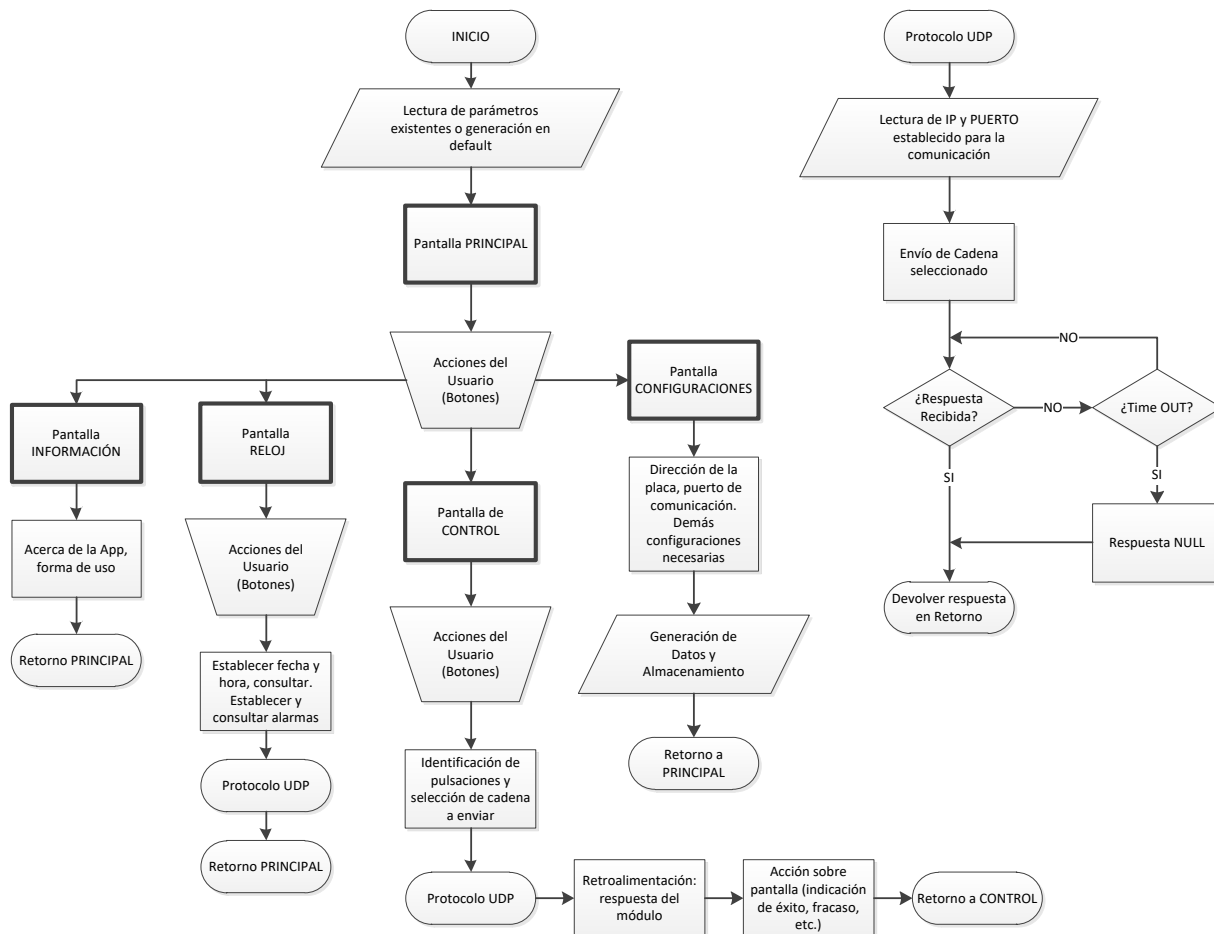 INICIO
Lectura de parámetros
existentes o generación en
default
Pantalla PRINCIPAL
Acciones del
Usuario
(Botones)
Pantalla
INFORMACIÓN
Acerca de la App,
forma de uso
Retorno PRINCIPAL
Pantalla
RELOJ
Acciones del
Usuario
(Botones)
Establecer fecha y
hora, consultar.
Establecer y
consultar alarmas
Protocolo UDP
Retorno PRINCIPAL
Pantalla de
CONTROL
Acciones del
Usuario
(Botones)
Identificación de
pulsaciones y
selección de cadena
a enviar
Protocolo UDP
Retroalimentación:
respuesta del
módulo
Acción sobre
pantalla (indicación
de éxito, fracaso,
etc.)
Retorno a CONTROL
Pantalla
CONFIGURACIONES
Dirección de la
placa, puerto de
comunicación.
Demás
configuraciones
necesarias
Generación de
Datos y
Almacenamiento
Retorno a
PRINCIPAL
Protocolo UDP
Lectura de IP y PUERTO
establecido para la
comunicación
Envío de Cadena
seleccionado
NO
¿Respuesta
Recibida?
NO
¿Time OUT?
SI
SI
Respuesta NULL
Devolver respuesta
en Retorno